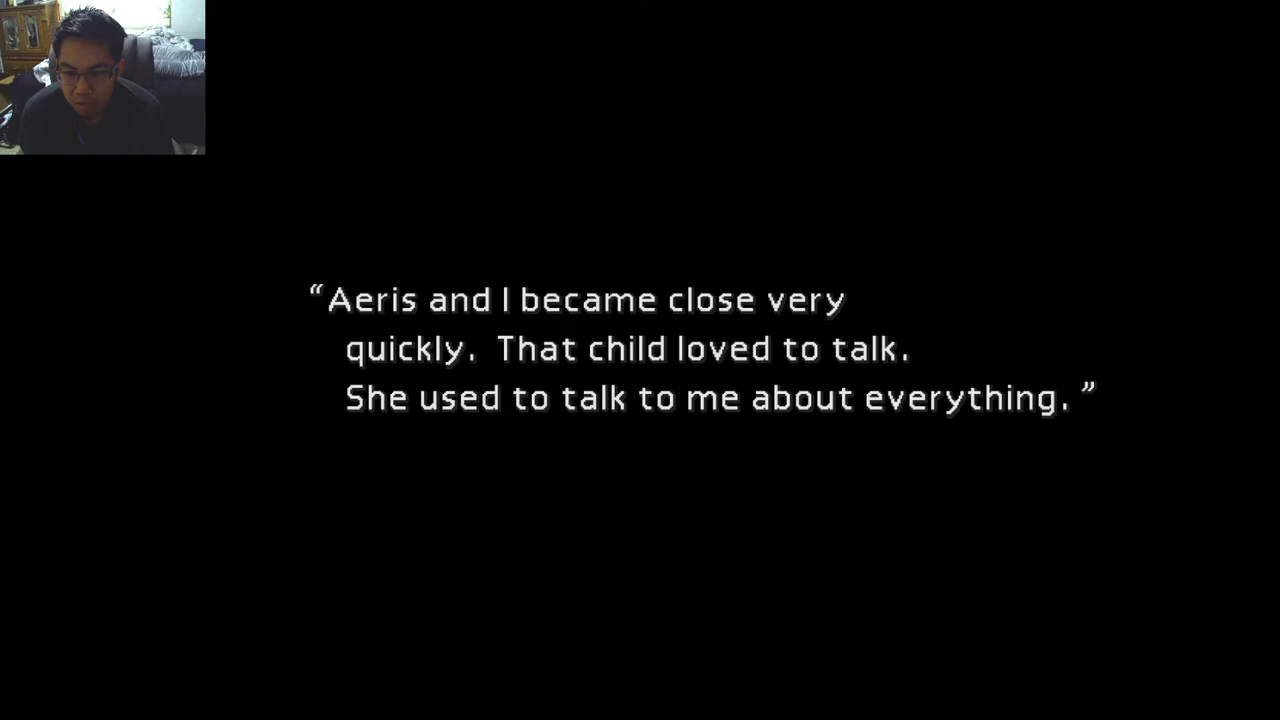 “Aeris and I became close very
quickly. That child loved to talk.
She used to talk to me about everything.”